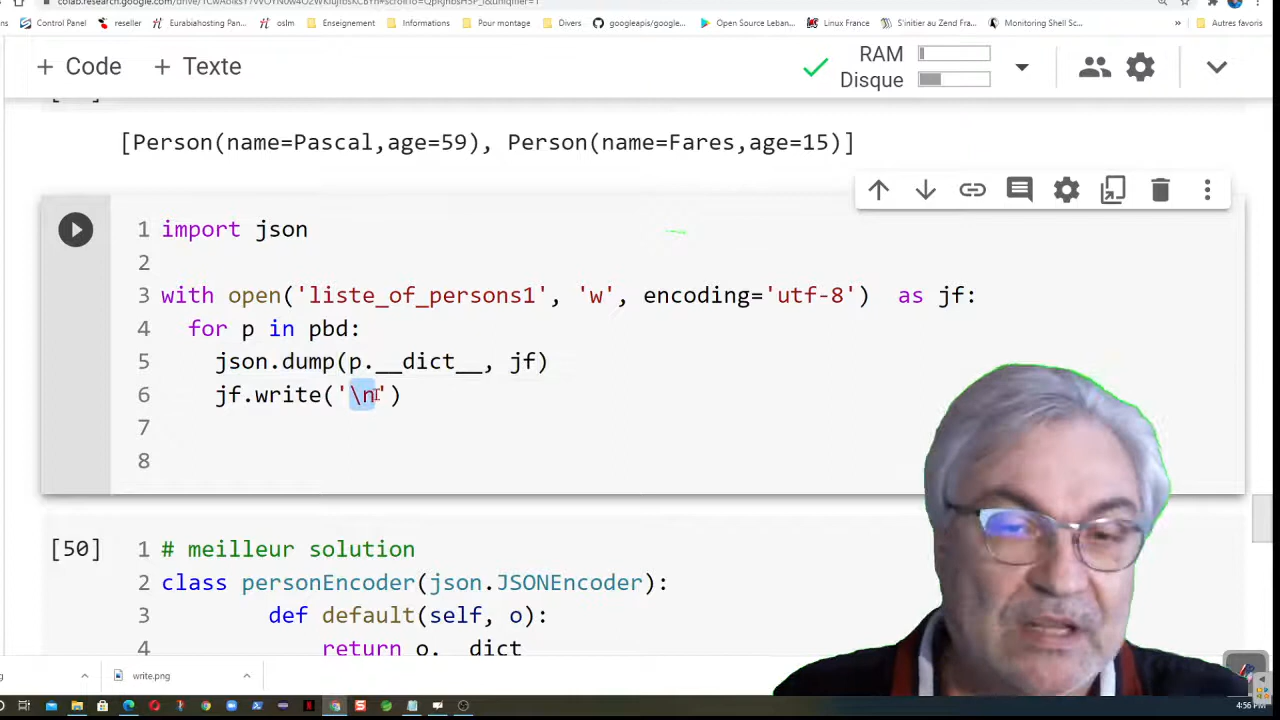 reseller
Eurabiahosting Pan...
oslm
Enseignement
Informations
Pour montage
Divers
googleapis/google...
Open Source Leban...
Linux France
S'initier au Zend Fra...
Monitoring Shell Sc...
»
Autres favoris
Control Panel
+ Code + Texte
RAM
Disque
[Person(name=Pascal,age=59), Person(name=Fares,age=15)]
1 import json
2
3 with open('liste_of_persons1', 'w', encoding='utf-8') as jf:
4 for p in pbd:
5 json.dump(p.__dict__, jf)
6 jf.write('\n')
7
8
[50] 1 # meilleur solution
2 class personEncoder(json.JSONEncoder):
3 def default(self, o):
4 return o.__dict__
write.png
4:56 PM